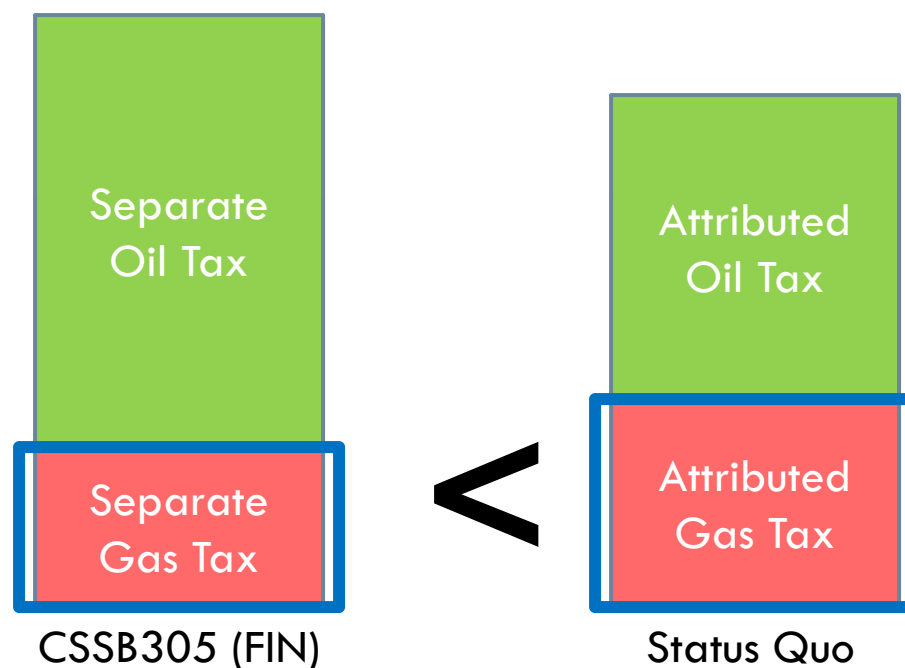 Separate
Oil Tax
Attributed
Oil Tax
Separate
Gas Tax
<
Attributed
Gas Tax
CSSB305 (FIN)
Status Quo